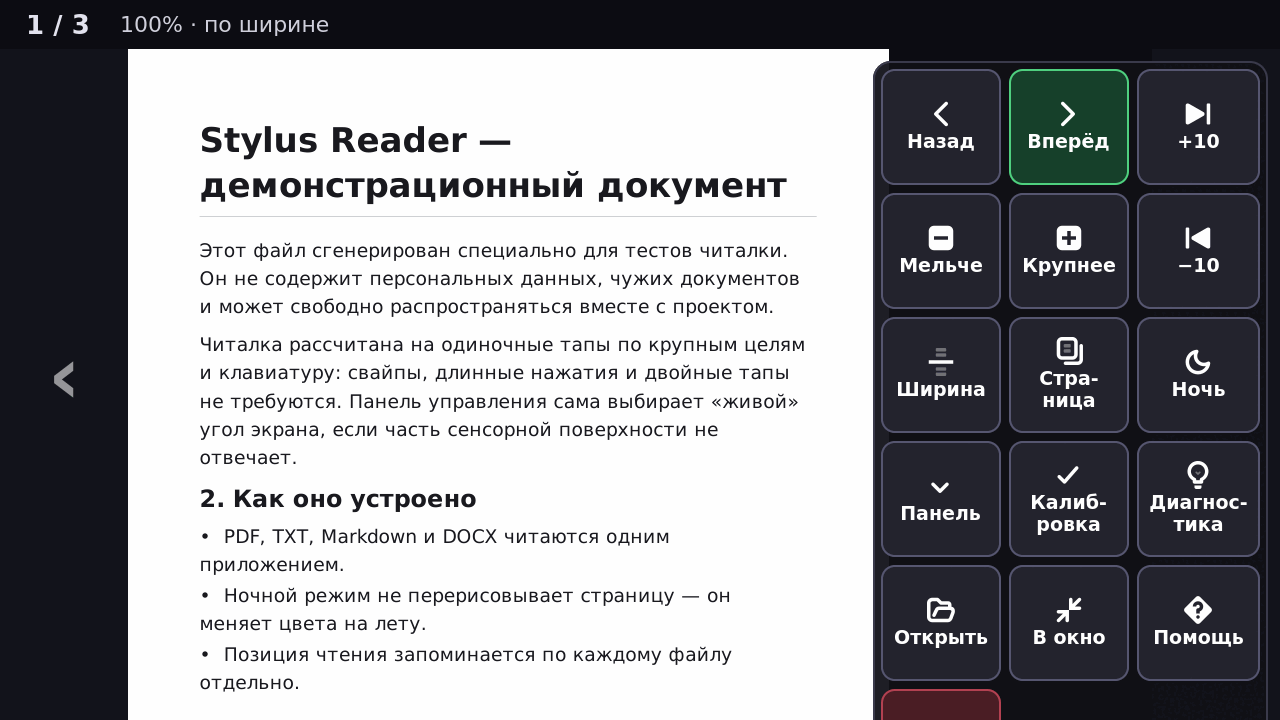 1 / 3
100% · по ширине
Stylus Reader —
демонстрационный документ
Этот файл сгенерирован специально для тестов читалки.
Он не содержит персональных данных, чужих документов
и может свободно распространяться вместе с проектом.
Читалка рассчитана на одиночные тапы по крупным целям
и клавиатуру: свайпы, длинные нажатия и двойные тапы
не требуются. Панель управления сама выбирает «живой»
угол экрана, если часть сенсорной поверхности не
отвечает.
2. Как оно устроено
• PDF, TXT, Markdown и DOCX читаются одним
приложением.
• Ночной режим не перерисовывает страницу — он
меняет цвета на лету.
• Позиция чтения запоминается по каждому файлу
отдельно.
Назад
Вперёд
+10
Мельче
Крупнее
−10
Ширина
Стра-
ница
Ночь
Панель
Калиб-
ровка
Диагнос-
тика
Открыть
В окно
Помощь